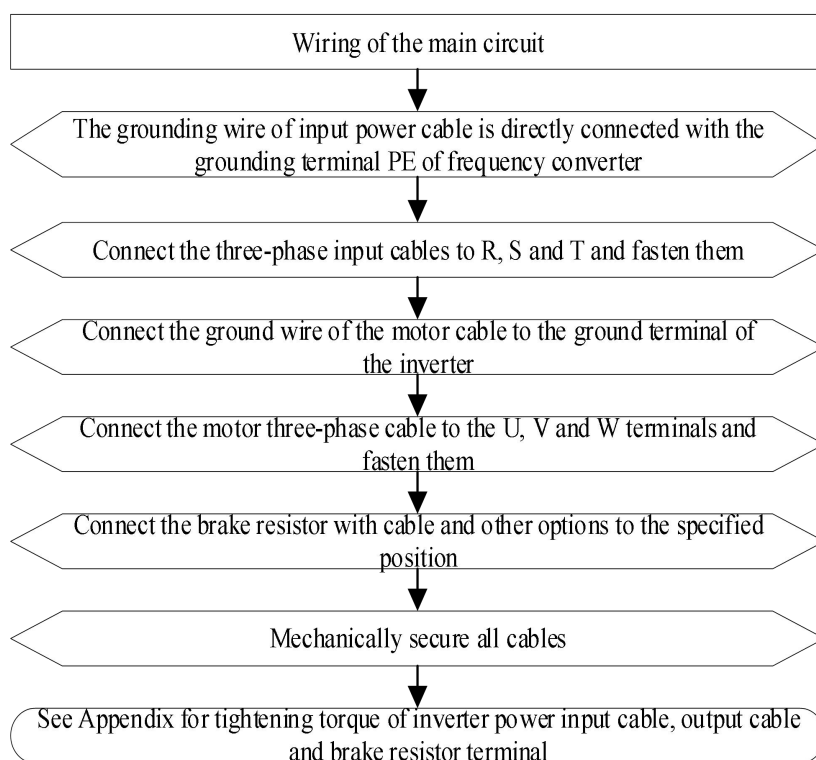 Wiring of the main circuit
The grounding wire of input power cable is directly connected with the
grounding terminal PE of frequency converter
Connect the three-phase input cables to R, S and T and fasten them
Connect the ground wire of the motor cable to the ground terminal of
the inverter
Connect the motor three-phase cable to the U, V and W terminals and
fasten them
Connect the brake resistor with cable and other options to the specified
position
Mechanically secure all cables
See Appendix for tightening torque of inverter power input cable, output cable
and brake resistor terminal